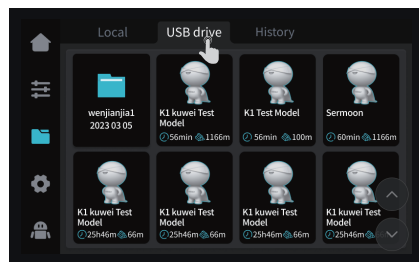 Local USB drive History
wenjianjia1
2023 03 05
K1 kuwei Test
Model
56min 1166m
K1 Test Model
56min 100m
Sermoon
60min 1166m
K1 kuwei Test
Model
25h46m 66m
K1 kuwei Test
Model
25h46m 66m
K1 kuwei Test
Model
25h46m 66m
K1 kuwei Test
Model
25h46m 66m